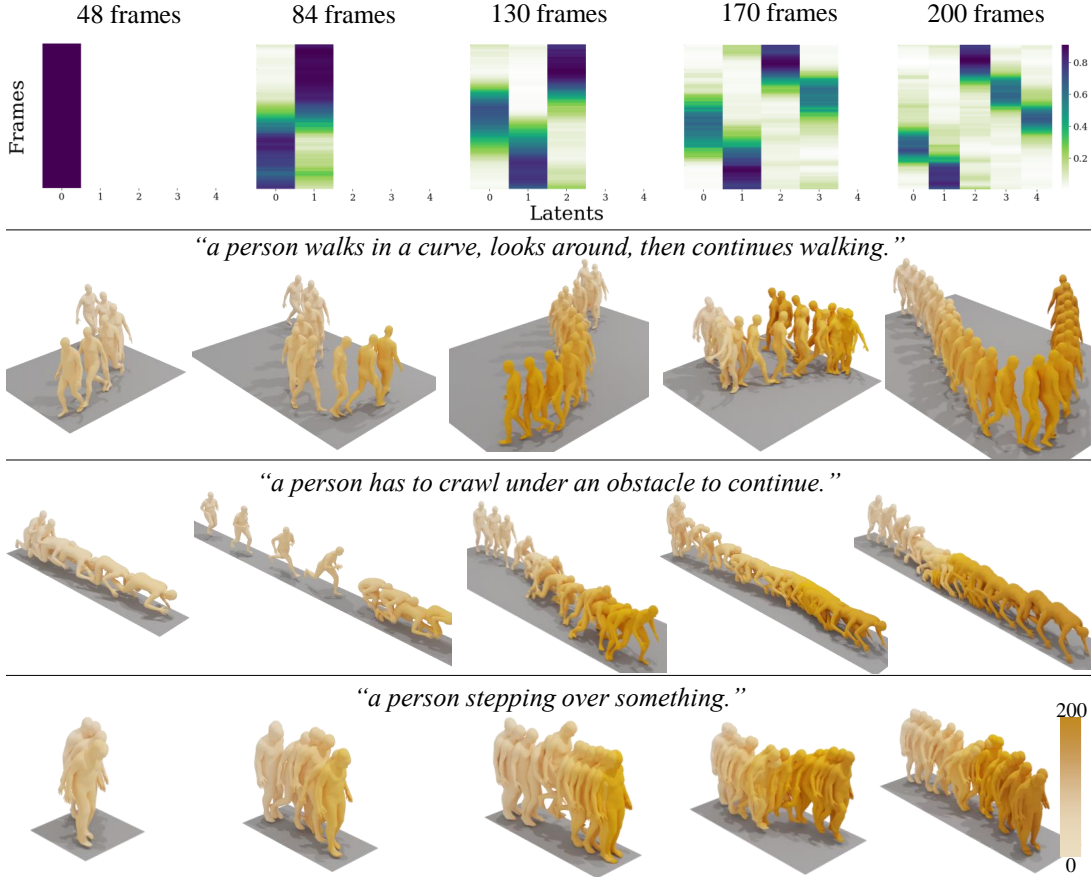 48 frames 84 frames 130 frames 170 frames 200 frames
Frames
0.8
0.6
0.4
0.2
0 1 2 3 4 0 1 2 3 4 0 1 2 3 4 0 1 2 3 4 0 1 2 3 4
Latents
“a person walks in a curve, looks around, then continues walking.”
“a person has to crawl under an obstacle to continue.”
“a person stepping over something.”
200
0